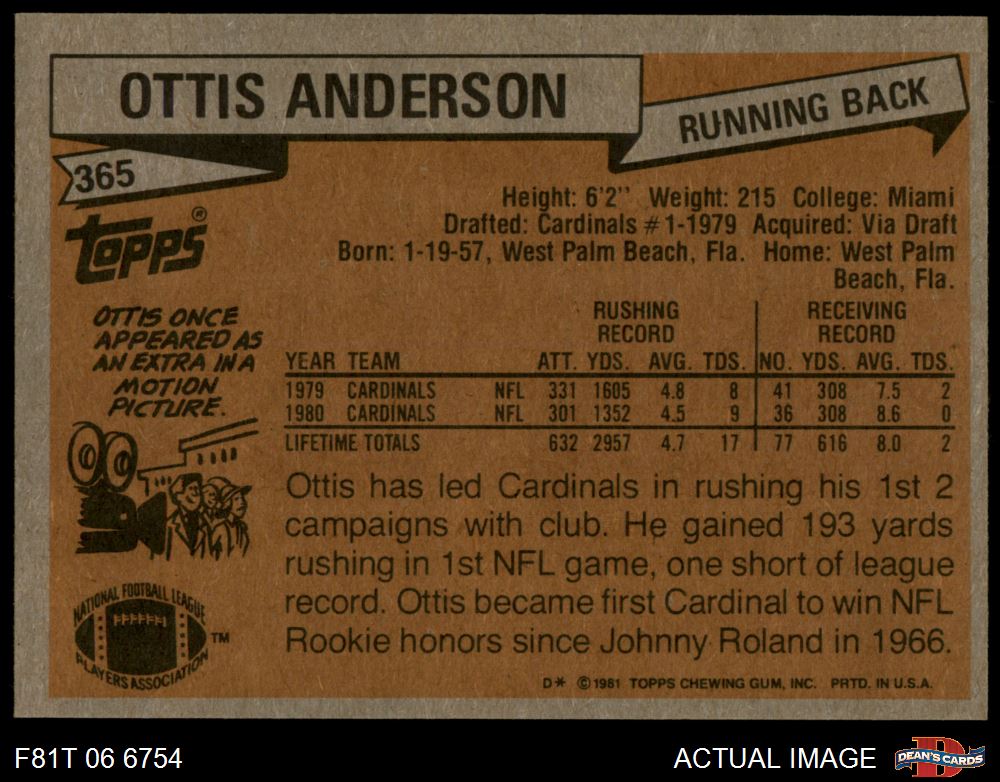 OTTIS ANDERSON
RUNNING BACK
365
TOPPS®
Height: 6'2" Weight: 215 College: Miami
Drafted: Cardinals #1-1979 Acquired: Via Draft
Born: 1-19-57, West Palm Beach, Fla. Home: West Palm
Beach, Fla.
OTTIS ONCE
APPEARED AS
AN EXTRA IN A
MOTION
PICTURE.
RUSHING RECEIVING
RECORD RECORD
YEAR TEAM ATT. YDS. AVG. TDS. NO. YDS. AVG. TDS.
1979 CARDINALS NFL 331 1605 4.8 8 41 308 7.5 2
1980 CARDINALS NFL 301 1352 4.5 9 36 308 8.6 0
LIFETIME TOTALS 632 2957 4.7 17 77 616 8.0 2
Ottis has led Cardinals in rushing his 1st 2
campaigns with club. He gained 193 yards
rushing in 1st NFL game, one short of league
record. Ottis became first Cardinal to win NFL
Rookie honors since Johnny Roland in 1966.
NATIONAL FOOTBALL LEAGUE
PLAYERS ASSOCIATION
TM
D* ©1981 TOPPS CHEWING GUM, INC. PRTD. IN U.S.A.
F81T 06 6754
ACTUAL IMAGE
D
DEAN'S CARDS